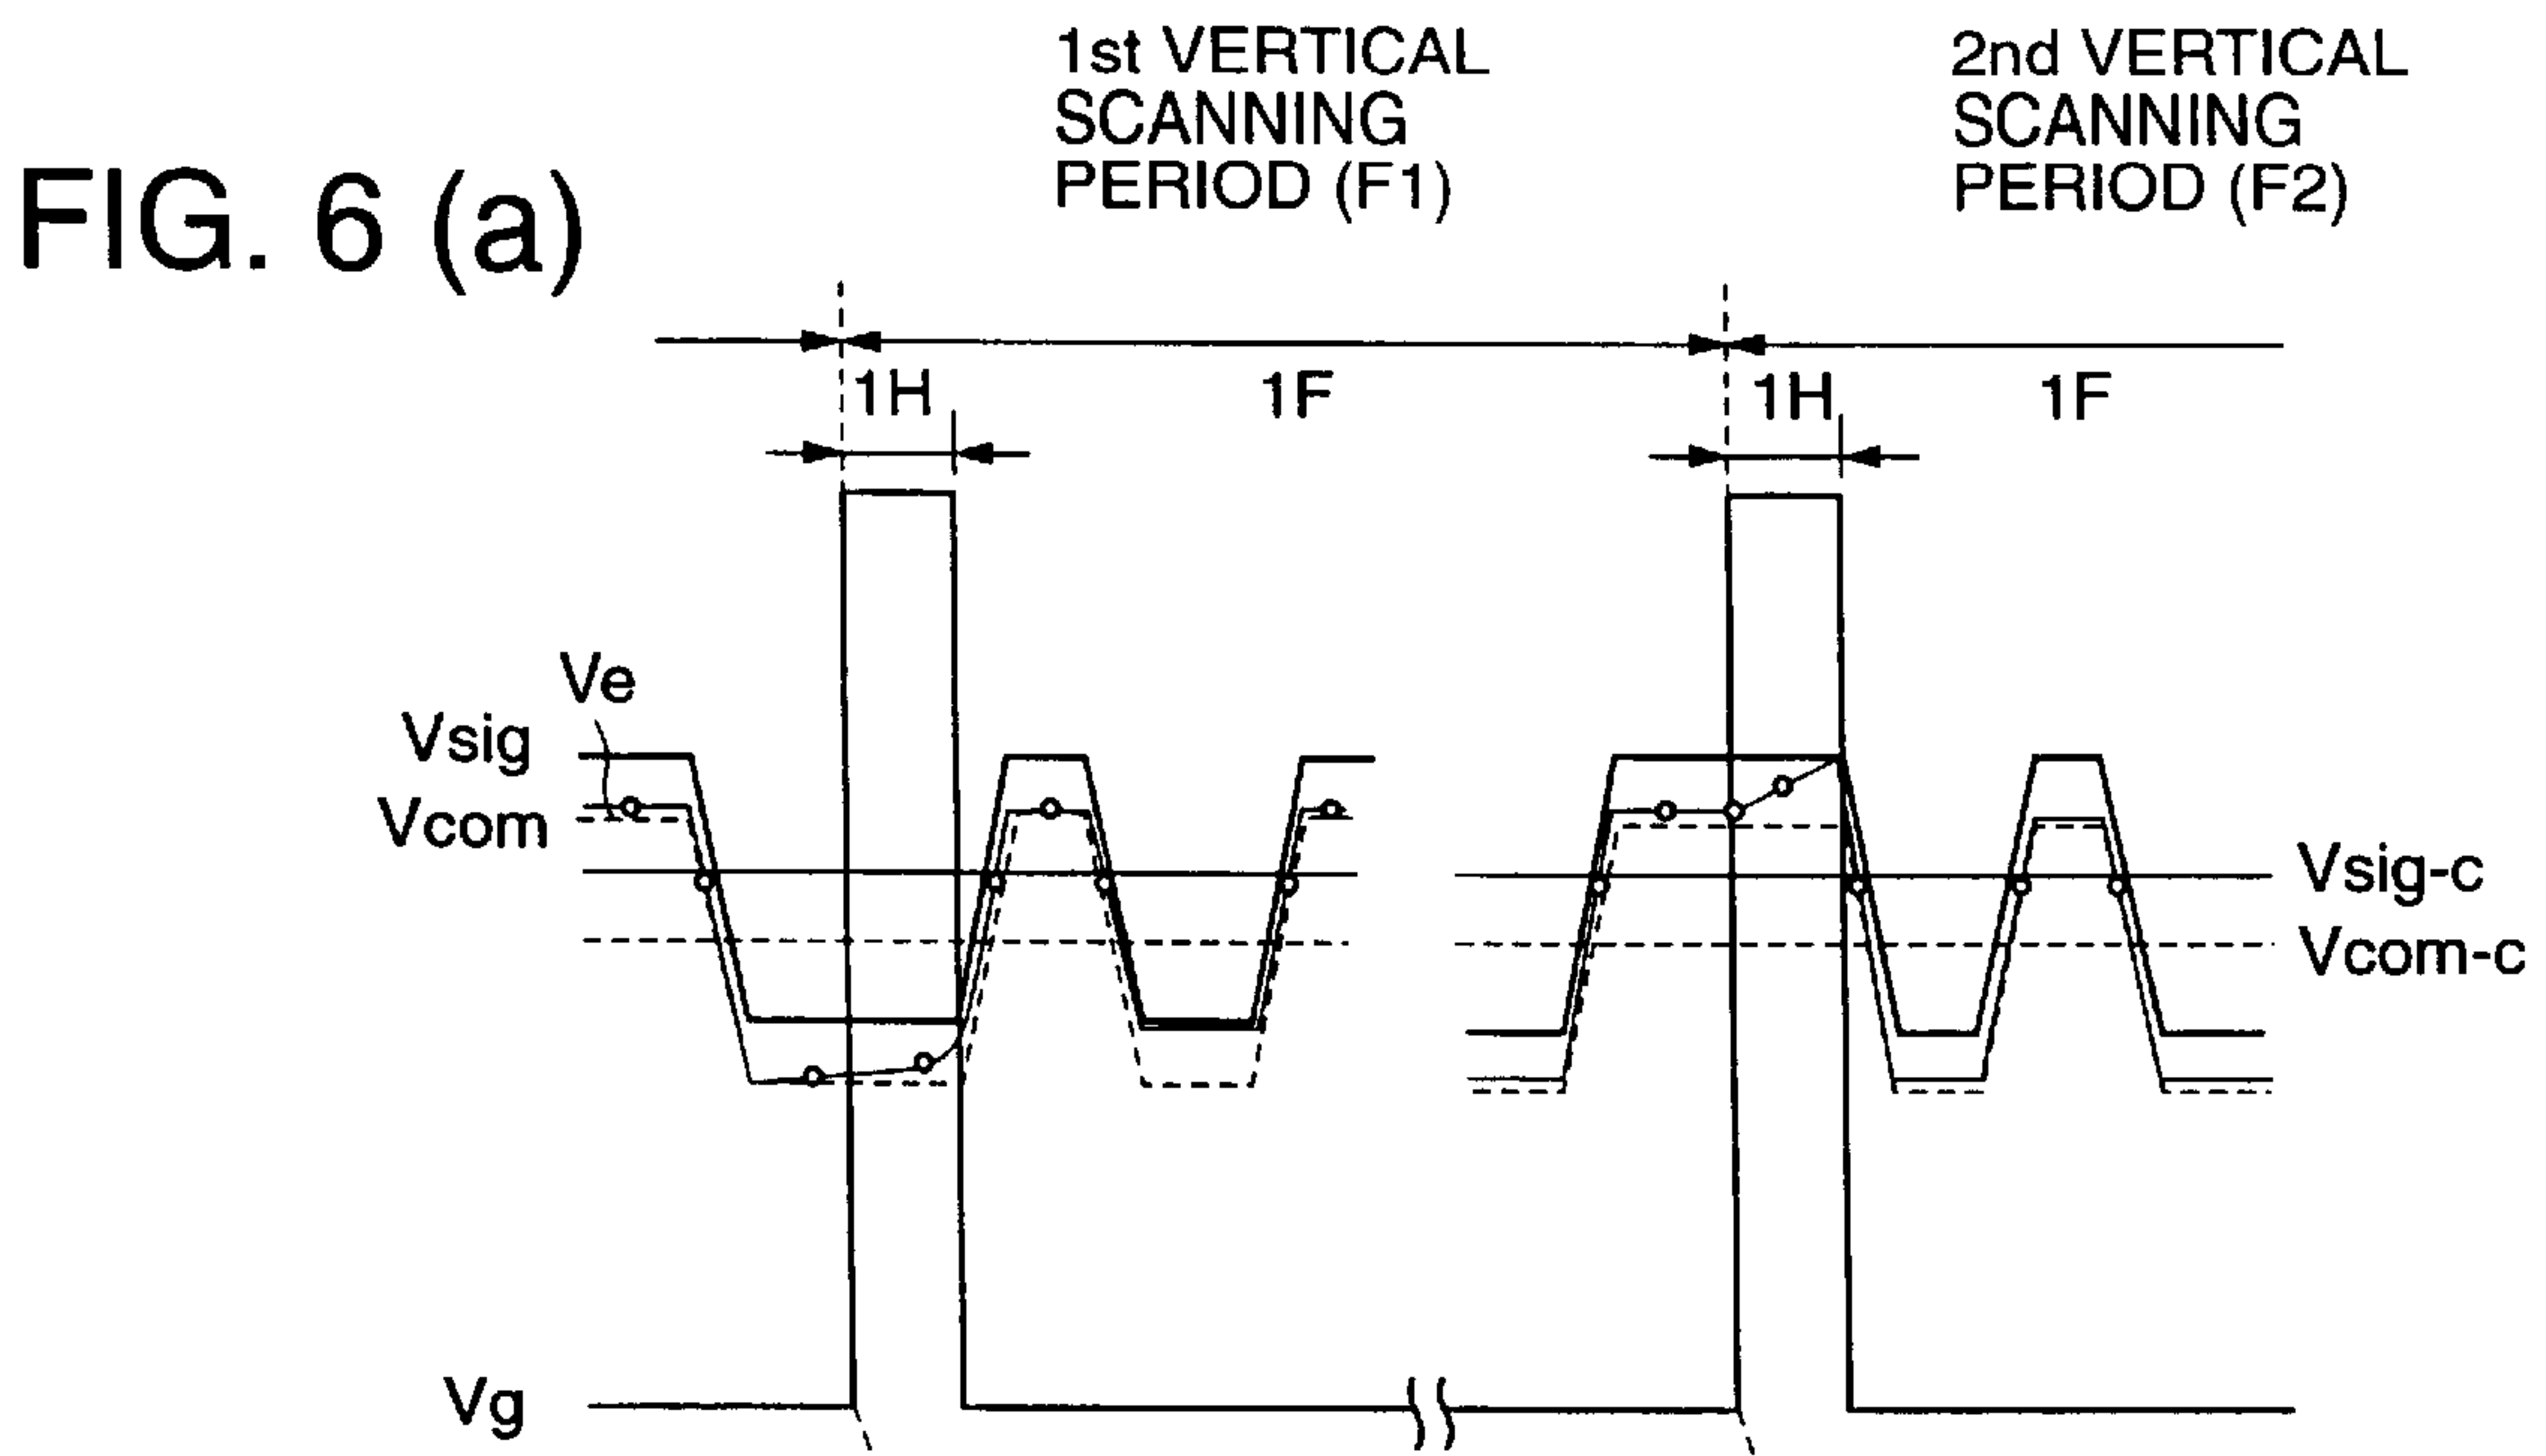 1st VERTICAL
SCANNING
PERIOD (F1)
2nd VERTICAL
SCANNING
PERIOD (F2)
FIG. 6 (a)
1H
1F
1H
1F
Ve
Vsig
Vcom
Vsig-c
Vcom-c
Vg